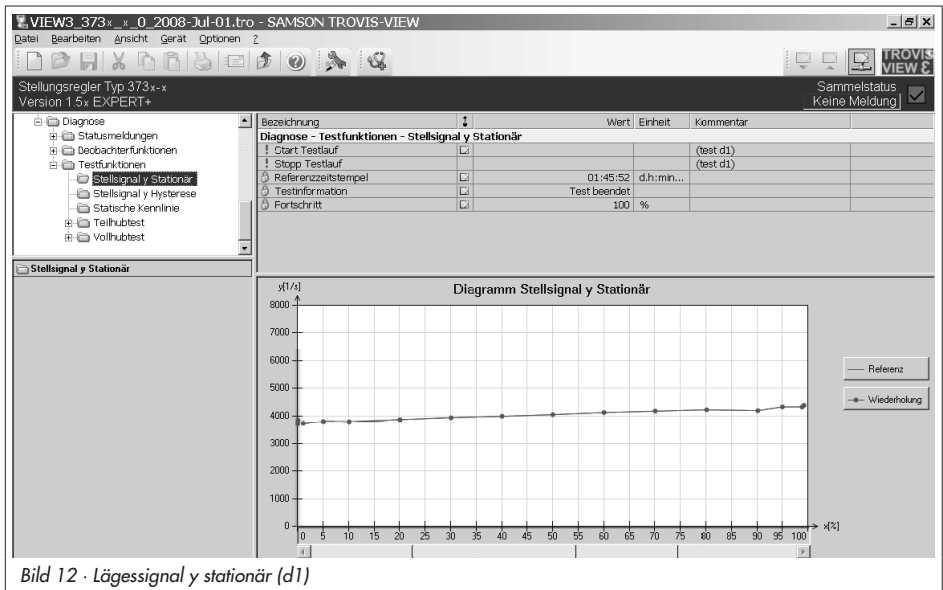 VIEW3_373x_x_0_2008-Jul-01.tro - SAMSON TROVIS-VIEW
Datei Bearbeiten Ansicht Gerät Optionen ?
TROVIS
VIEW 3
Stellungsregler Typ 373x-x
Version 1.5x EXPERT+
Sammelstatus
Keine Meldung
Diagnose
Statusmeldungen
Beobachterfunktionen
Testfunktionen
Stellsignal y Stationär
Stellsignal y Hysterese
Statische Kennlinie
Teilhubtest
Vollhubtest
Bezeichnung Wert Einheit Kommentar
Diagnose - Testfunktionen - Stellsignal y Stationär
Start Testlauf (test d1)
Stopp Testlauf (test d1)
Referenzzeitstempel 01:45:52 d.h:min...
Testinformation Test beendet
Fortschritt 100 %
Stellsignal y Stationär
Diagramm Stellsignal y Stationär
y[1/s]
8000
7000
6000
5000
4000
3000
2000
1000
0
0 5 10 15 20 25 30 35 40 45 50 55 60 65 70 75 80 85 90 95 100
x[%]
Referenz
Wiederholung
Bild 12 · Lägessignal y stationär (d1)